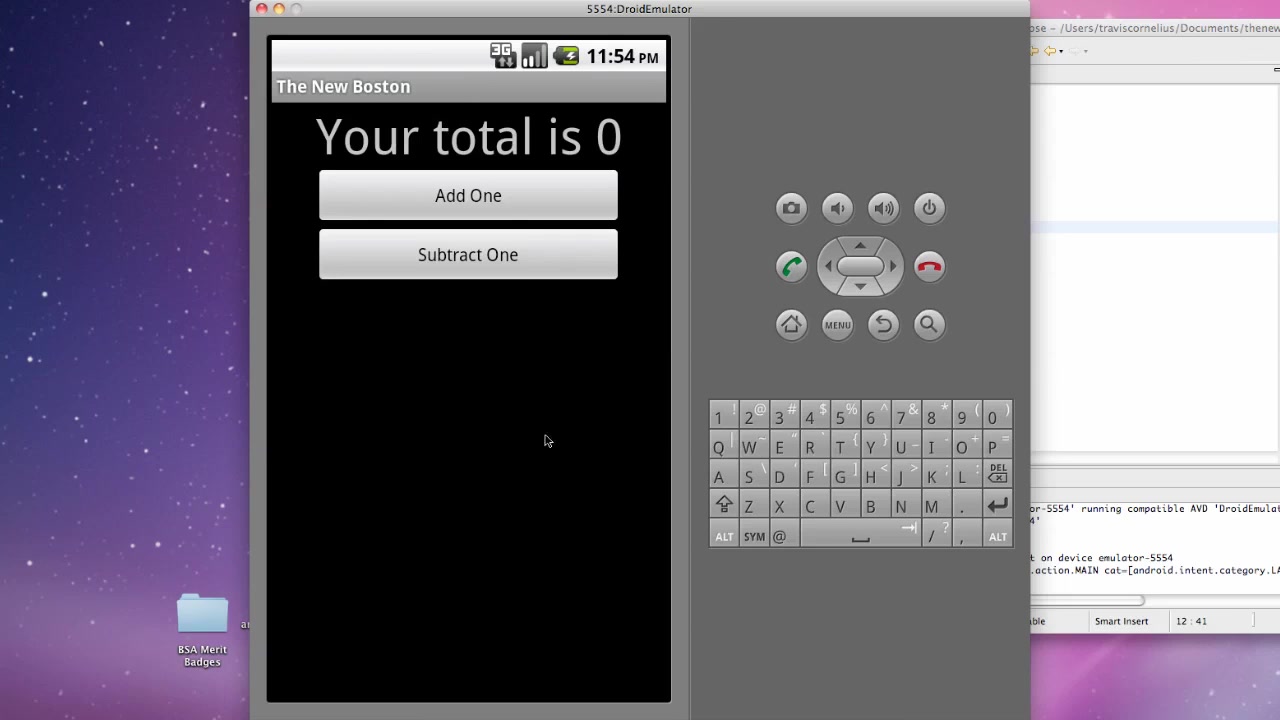 5554:DroidEmulator
ose – /Users/traviscornelius/Documents/thenew
3G 11:54 PM
The New Boston
Your total is 0
Add One
Subtract One
MENU
1 ! 2 @ 3 # 4 $ 5 % 6 ^ 7 & 8 * 9 ( 0 )
Q | W ~ E " R ` T { Y } U _ I - O + P =
A S \ D ' F [ G ] H < J > K ; L : DEL
Z X C V B N M .
ALT SYM @ / ? , ALT
or-5554' running compatible AVD 'DroidEmulat
4'
t on device emulator-5554
.action.MAIN cat=[android.intent.category.LA
able Smart Insert 12 : 41
BSA Merit
Badges